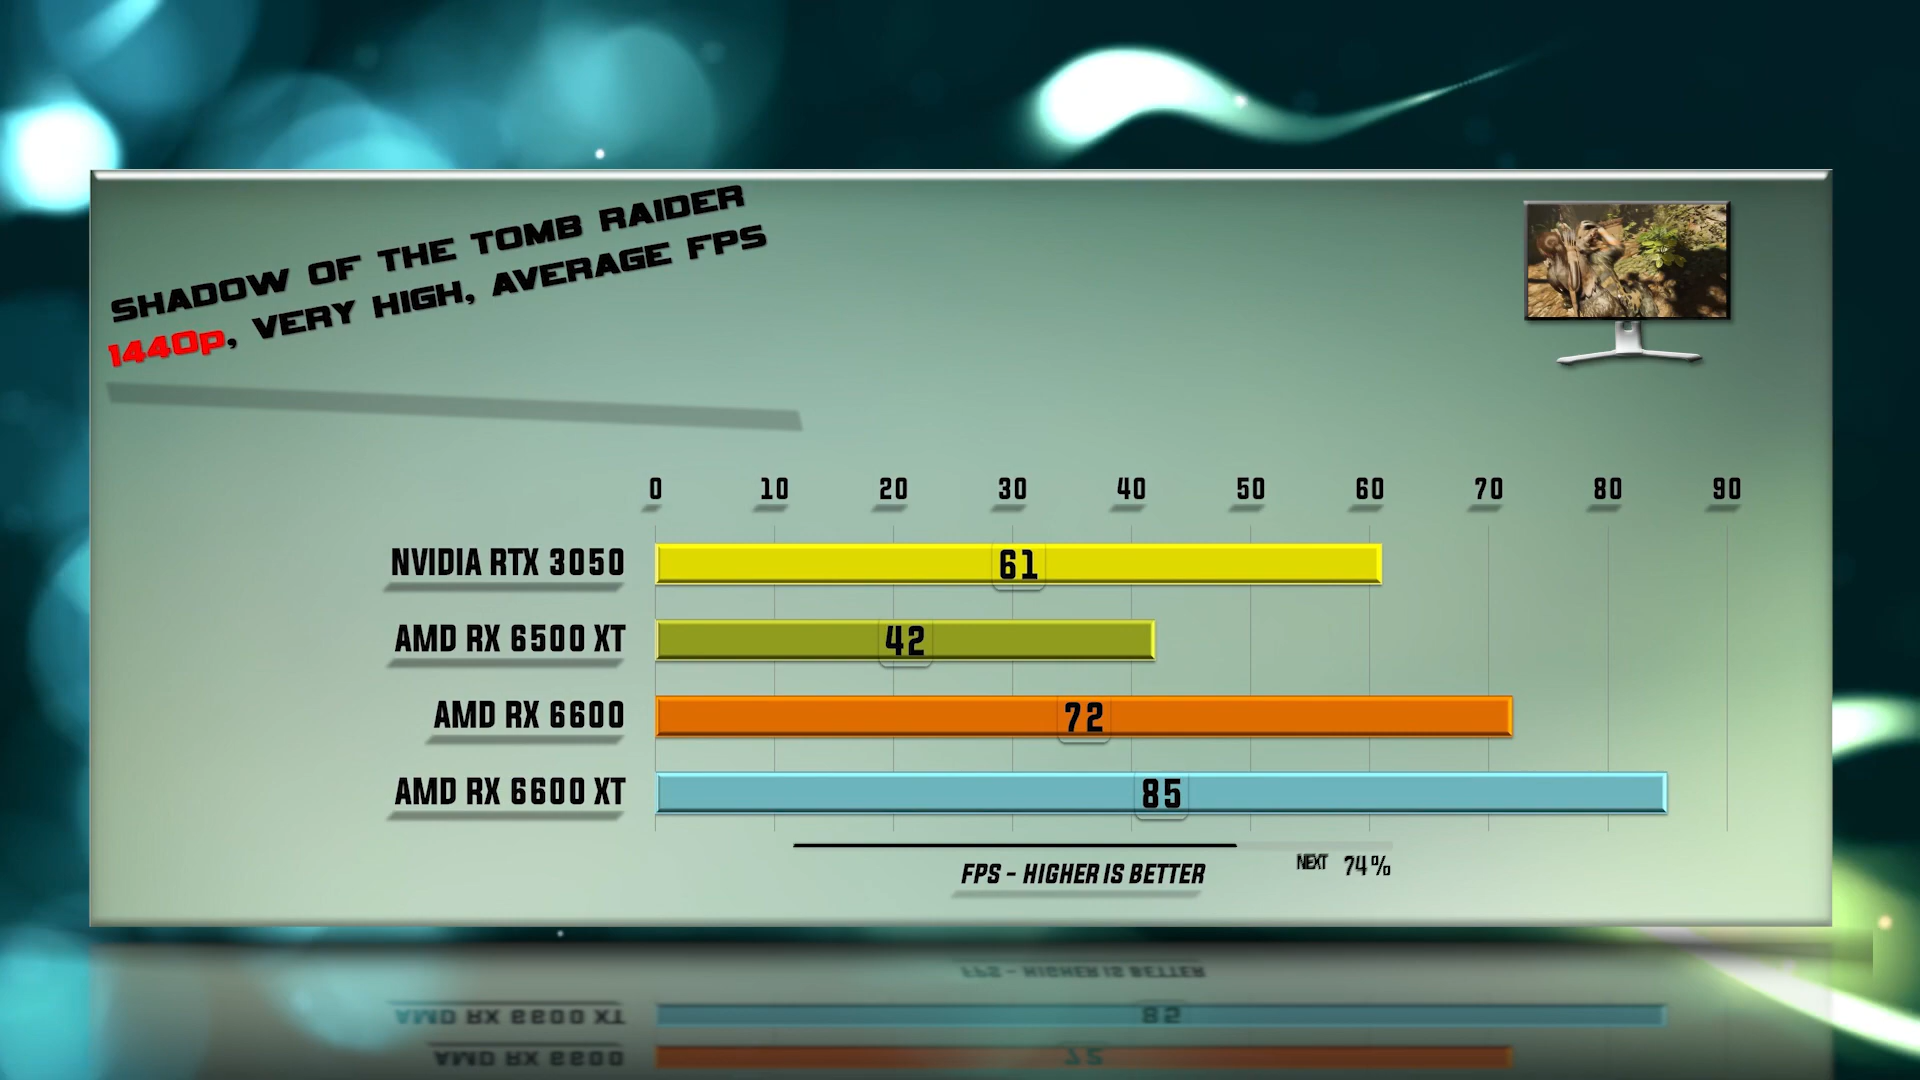 SHADOW OF THE TOMB RAIDER
1440p, VERY HIGH, AVERAGE FPS
0 10 20 30 40 50 60 70 80 90
NVIDIA RTX 3050 61
AMD RX 6500 XT 42
AMD RX 6600 72
AMD RX 6600 XT 85
FPS - HIGHER IS BETTER
NEXT 74%